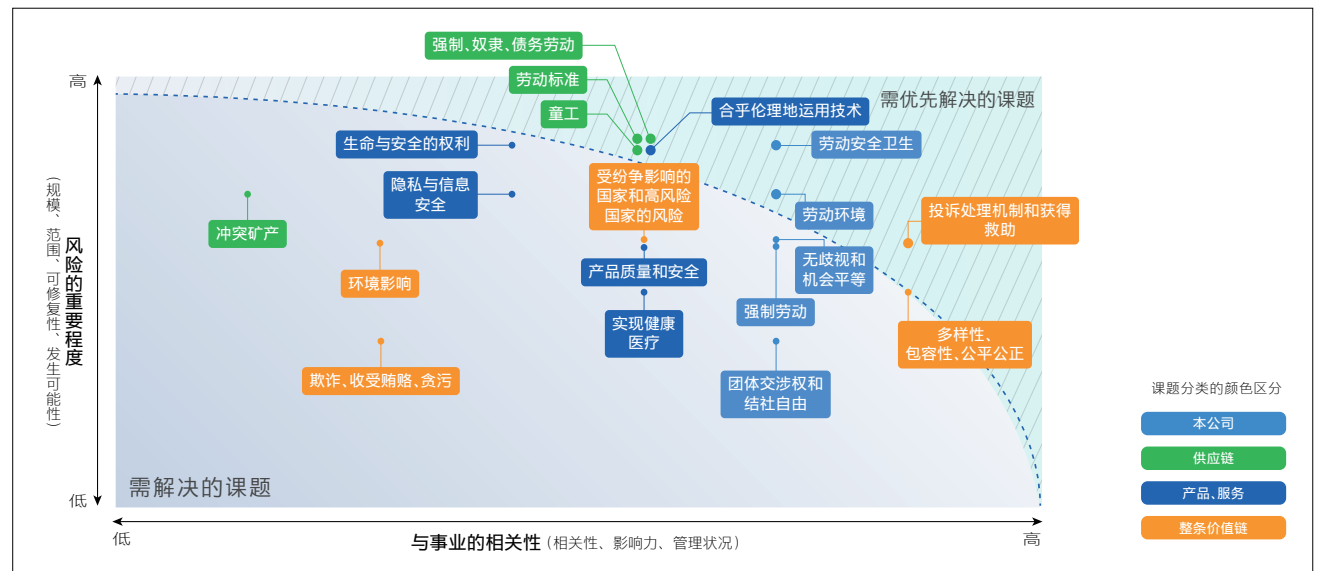 强制、奴隶、债务劳动
高
劳动标准
需优先解决的课题
童工
合乎伦理地运用技术
生命与安全的权利
劳动安全卫生
受纷争影响的
国家和高风险
国家的风险
隐私与信息
安全
投诉处理机制和获得
救助
劳动环境
冲突矿产
无歧视和
机会平等
产品质量和安全
环境影响
强制劳动
实现健康
医疗
多样性、
包容性、公平公正
欺诈、收受贿赂、贪污
团体交涉权和
结社自由
风险的重要程度
(规模、范围、可修复性、发生可能性)
课题分类的颜色区分
本公司
供应链
产品、服务
整条价值链
需解决的课题
低
低
与事业的相关性(相关性、影响力、管理状况)
高